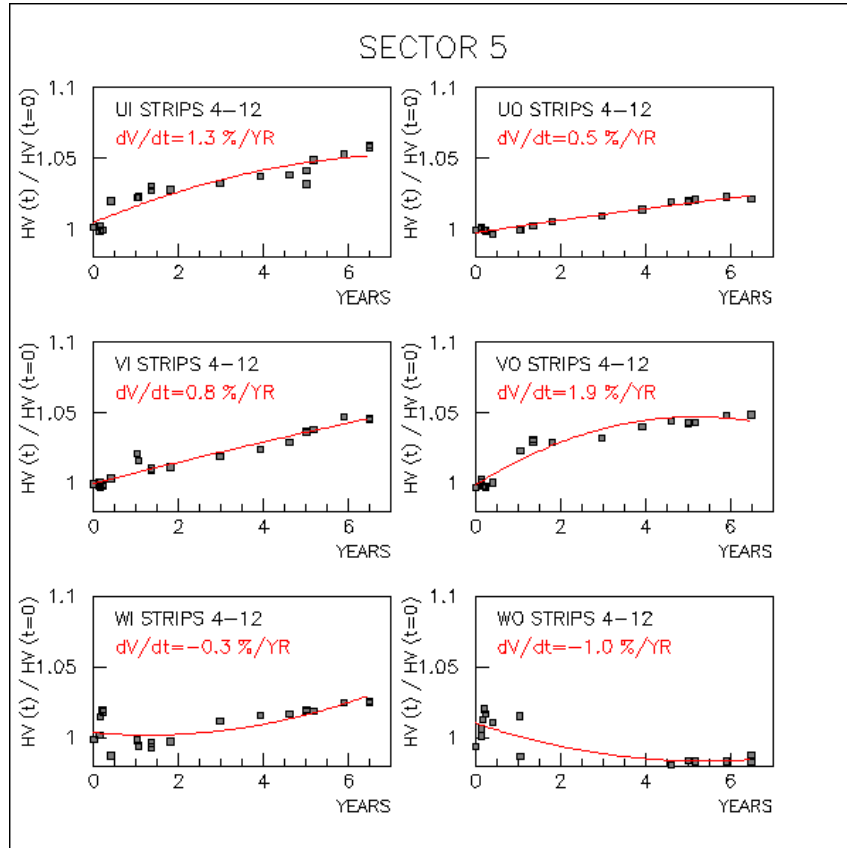 SECTOR 5
HV (t) / HV (t=0)
1.1
1.05
1
UI STRIPS 4-12
dV/dt=1.3 %/YR
0 2 4 6
YEARS
HV (t) / HV (t=0)
1.1
1.05
1
UO STRIPS 4-12
dV/dt=0.5 %/YR
0 2 4 6
YEARS
HV (t) / HV (t=0)
1.1
1.05
1
VI STRIPS 4-12
dV/dt=0.8 %/YR
0 2 4 6
YEARS
HV (t) / HV (t=0)
1.1
1.05
1
VO STRIPS 4-12
dV/dt=1.9 %/YR
0 2 4 6
YEARS
HV (t) / HV (t=0)
1.1
1.05
1
WI STRIPS 4-12
dV/dt=-0.3 %/YR
0 2 4 6
YEARS
HV (t) / HV (t=0)
1.1
1.05
1
WO STRIPS 4-12
dV/dt=-1.0 %/YR
0 2 4 6
YEARS